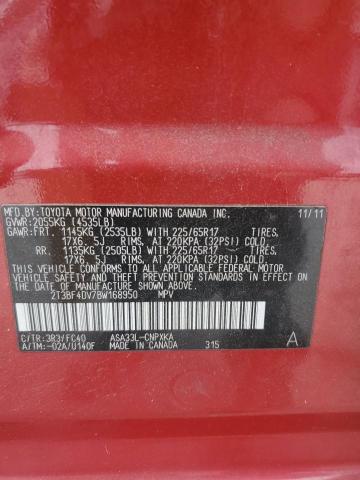 MFD. BY:TOYOTA MOTOR MANUFACTURING CANADA INC. 11/11
GVWR:2055KG (4535LB)
GAWR:FRT. 1145KG (2535LB) WITH 225/65R17 TIRES,
17X6.5J RIMS, AT 220KPA (32PSI) COLD
RR. 1135KG (2505LB) WITH 225/65R17 TIRES,
17X6.5J RIMS, AT 220KPA (32PSI) COLD
THIS VEHICLE CONFORMS TO ALL APPLICABLE FEDERAL
MOTOR VEHICLE SAFETY STANDARDS IN EFFECT ON THE
DATE OF MANUFACTURE SHOWN ABOVE.
2T3BF4DV7BW168950 MPV
C/TR:3R3/FC40 ASA33L-CNPXKA A
A/TM:-02A/U140F MADE IN CANADA 315